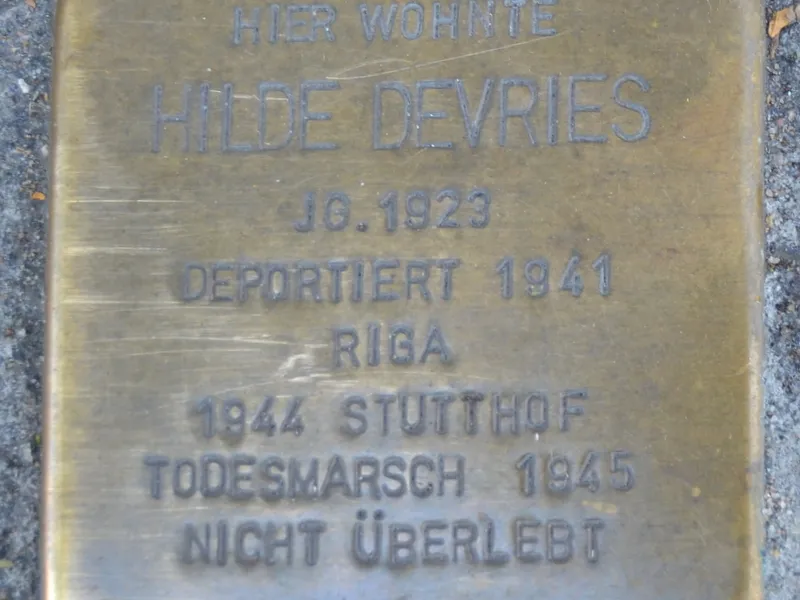 HIER WOHNTE
HILDE DEVRIES
JG. 1923
DEPORTIERT 1941
RIGA
1944 STUTTHOF
TODESMARSCH 1945
NICHT ÜBERLEBT